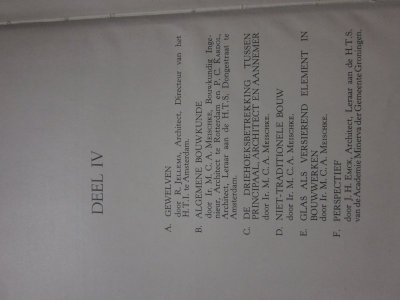 DEEL IV
A. GEWELVEN
door R. JELLEMA, Architect, Directeur van het
H.T.I. te Amsterdam.
B. ALGEMENE BOUWKUNDE
door Ir. M. C. A. MEISCHKE, Bouwkundig Inge-
nieur, Architect te Rotterdam en P. C.
Architect, Leraar aan de H.T.S. Dongestraat te
Amsterdam.
C. DE DRIEHOEKSBETREKKING TUSSEN
PRINCIPAAL, ARCHITECT EN AANNEMER
door Ir. M. C. A. MEISCHKE.
D. NIET-TRADITIONELE BOUW
door Ir. M. C. A. MEISCHKE.
E. GLAS ALS VERSIEREND ELEMENT IN
BOUWWERKEN
door Ir. M. C. A. MEISCHKE.
F. PERSPECTIEF
door J. H. EMCK, Architect, Leraar aan de H.T.S.
van de Academie Minerva der Gemeente Groningen.